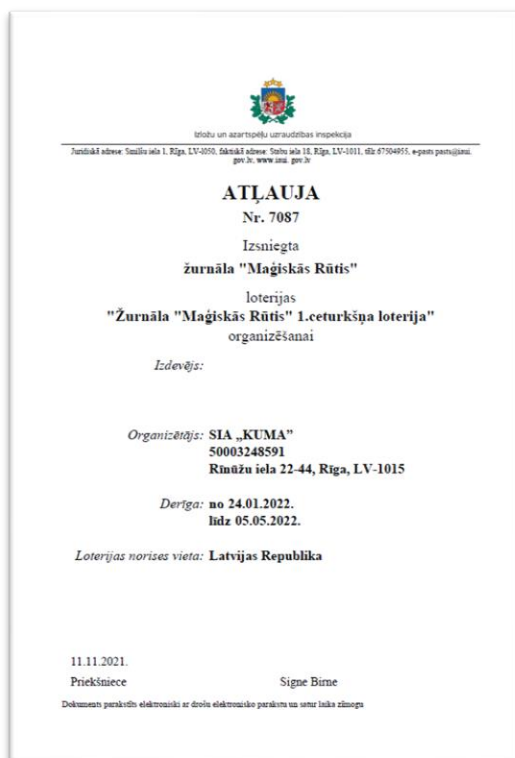 Izložu un azartspēļu uzraudzības inspekcija
Juridiskā adrese: Smilšu iela 1, Rīga, LV-1050, faktiskā adrese: Stabu iela 18, Rīga, LV-1011, tālr. 67504955, e-pasts pasts@iaui.
gov.lv, www.iaui.gov.lv
ATĻAUJA
Nr. 7087
Izsniegta
žurnāla "Maģiskās Rūtis"
loterijas
"Žurnāla "Maģiskās Rūtis" 1.ceturkšņa loterija"
organizēšanai
Izdevējs:
Organizētājs: SIA „KUMA”
50003248591
Rīnūžu iela 22-44, Rīga, LV-1015
Derīga: no 24.01.2022.
līdz 05.05.2022.
Loterijas norises vieta: Latvijas Republika
11.11.2021.
Priekšniece Signe Birne
Dokuments parakstīts elektroniski ar drošu elektronisko parakstu un satur laika zīmogu